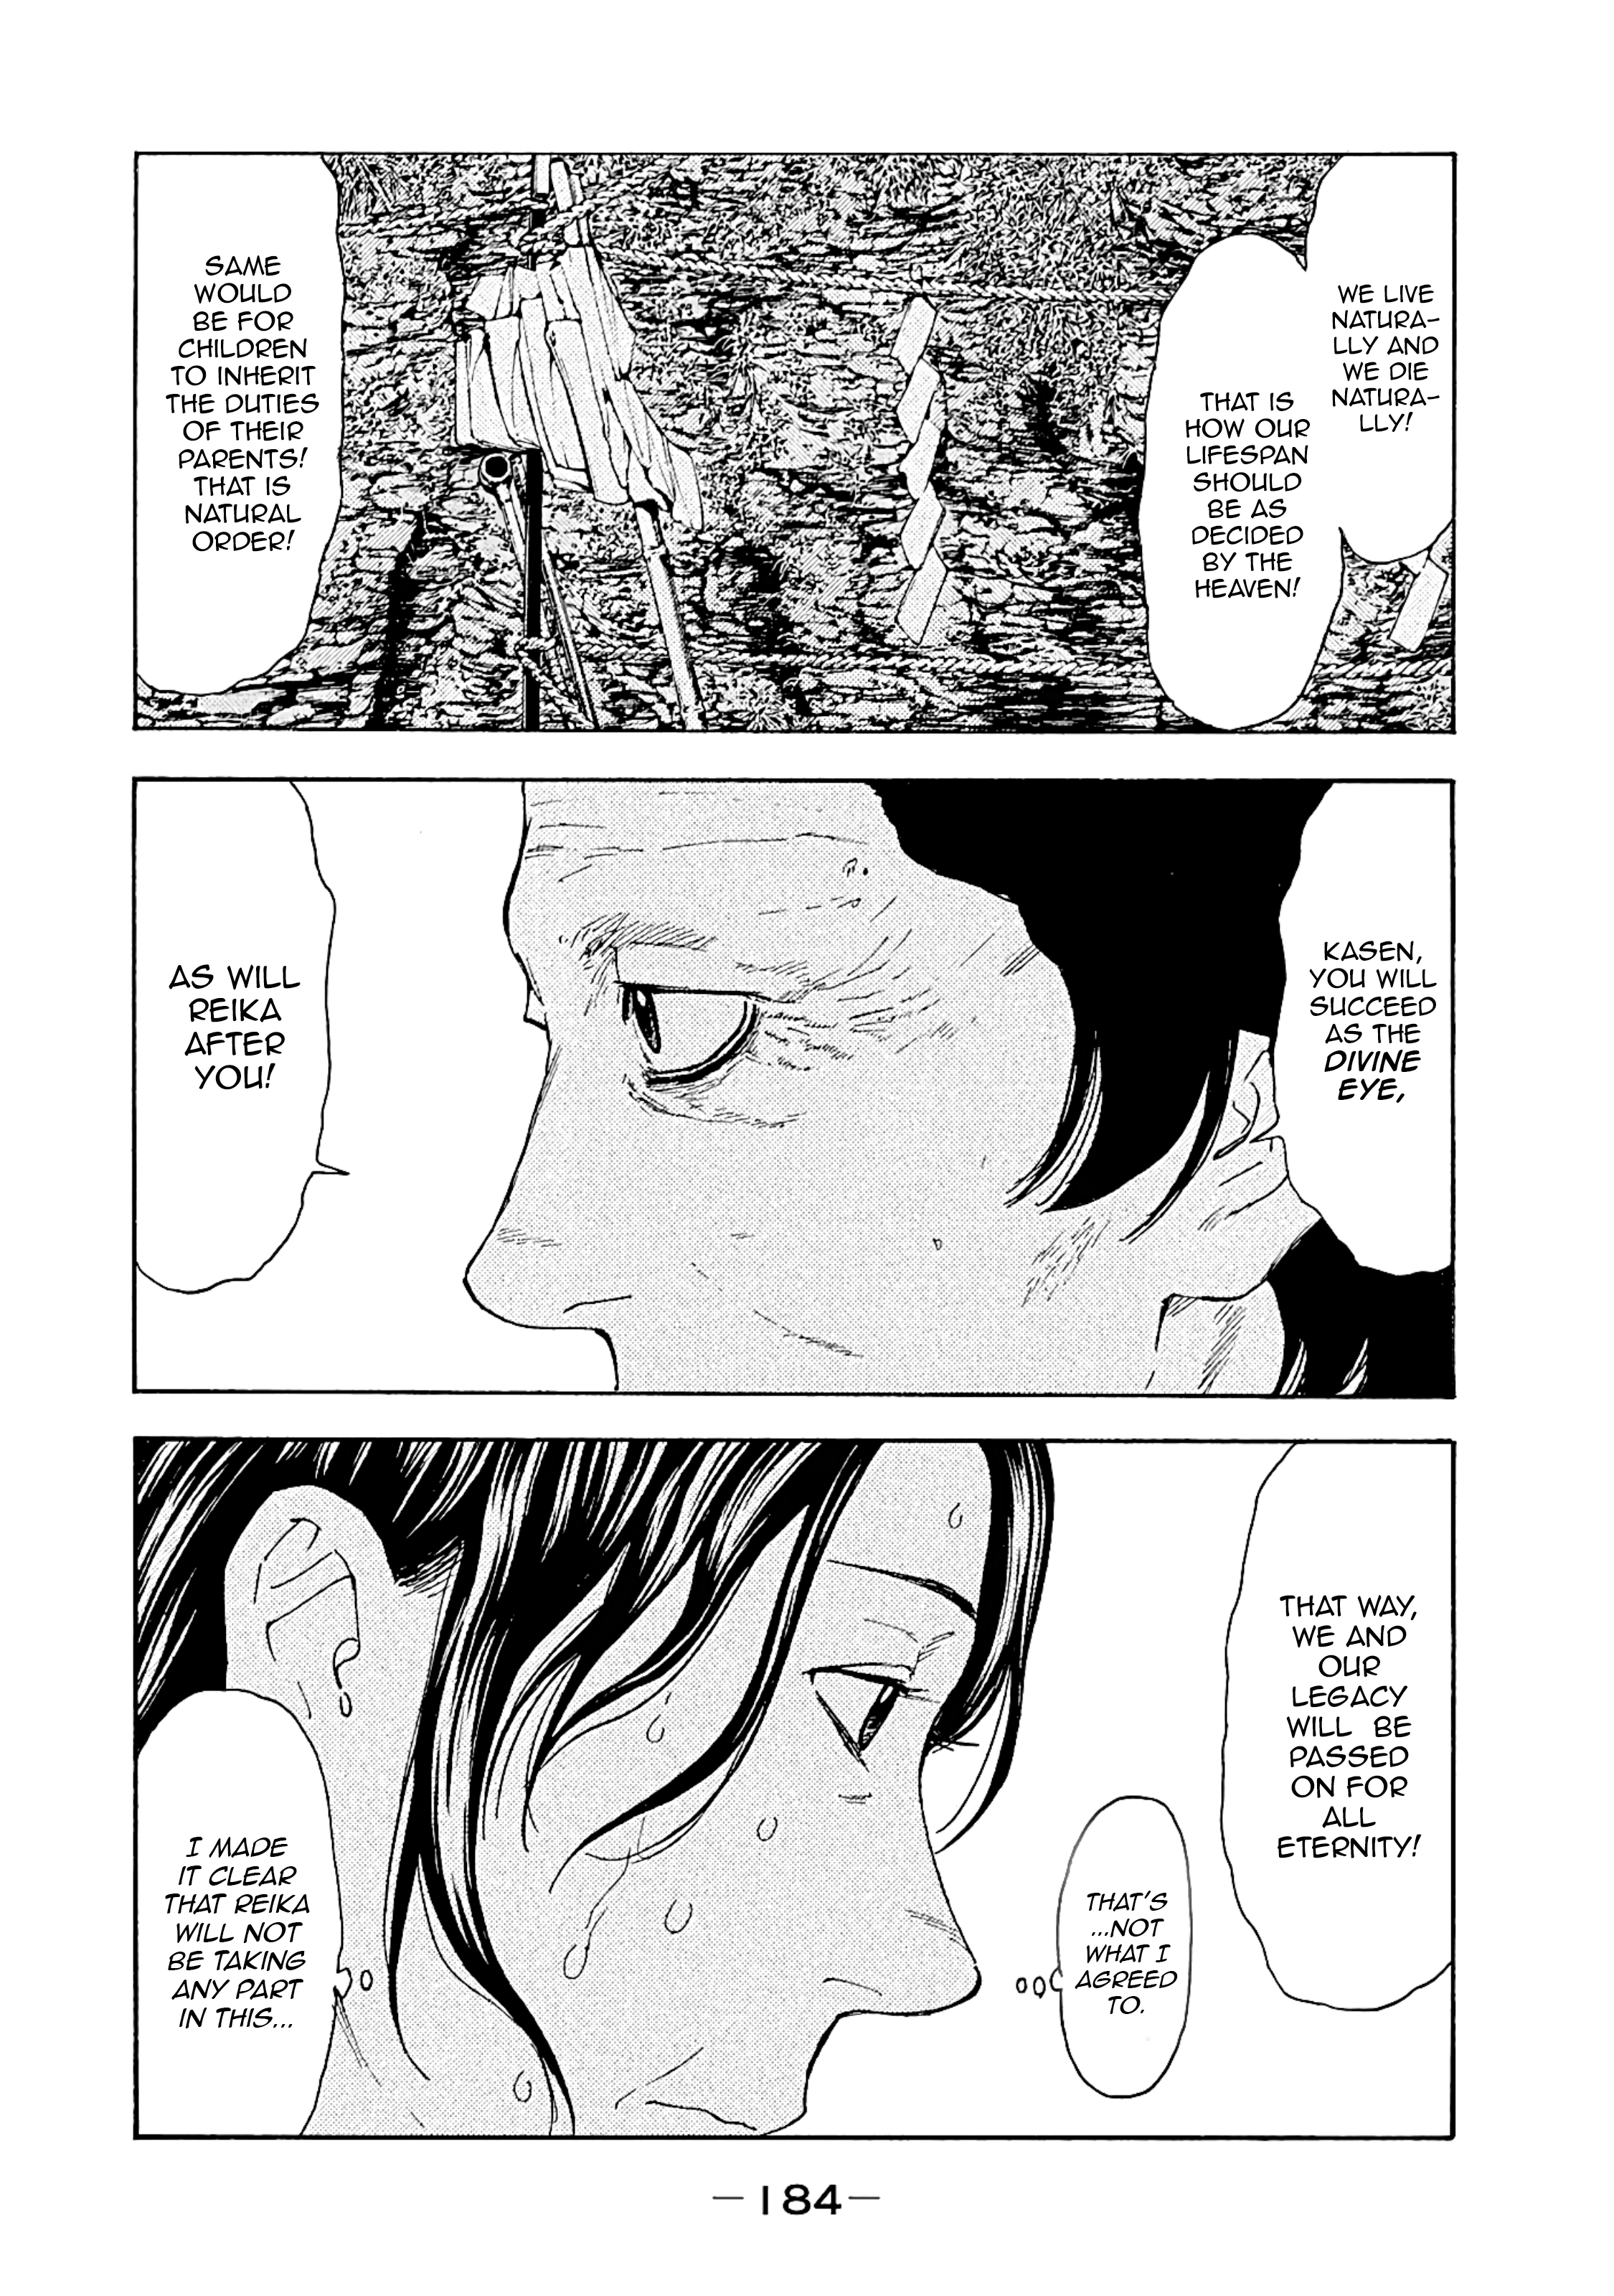 WE LIVE
NATURA-
LLY AND
WE DIE
NATURA-
LLY!
THAT IS
HOW OUR
LIFESPAN
SHOULD
BE AS
DECIDED
BY THE
HEAVEN!
SAME
WOULD
BE FOR
CHILDREN
TO INHERIT
THE DUTIES
OF THEIR
PARENTS!
THAT IS
NATURAL
ORDER!
KASEN,
YOU WILL
SUCCEED
AS THE
DIVINE
EYE,
AS WILL
REIKA
AFTER
YOU!
THAT WAY,
WE AND
OUR
LEGACY
WILL BE
PASSED
ON FOR
ALL
ETERNITY!
THAT'S
...NOT
WHAT I
AGREED
TO.
I MADE
IT CLEAR
THAT REIKA
WILL NOT
BE TAKING
ANY PART
IN THIS...
—184—